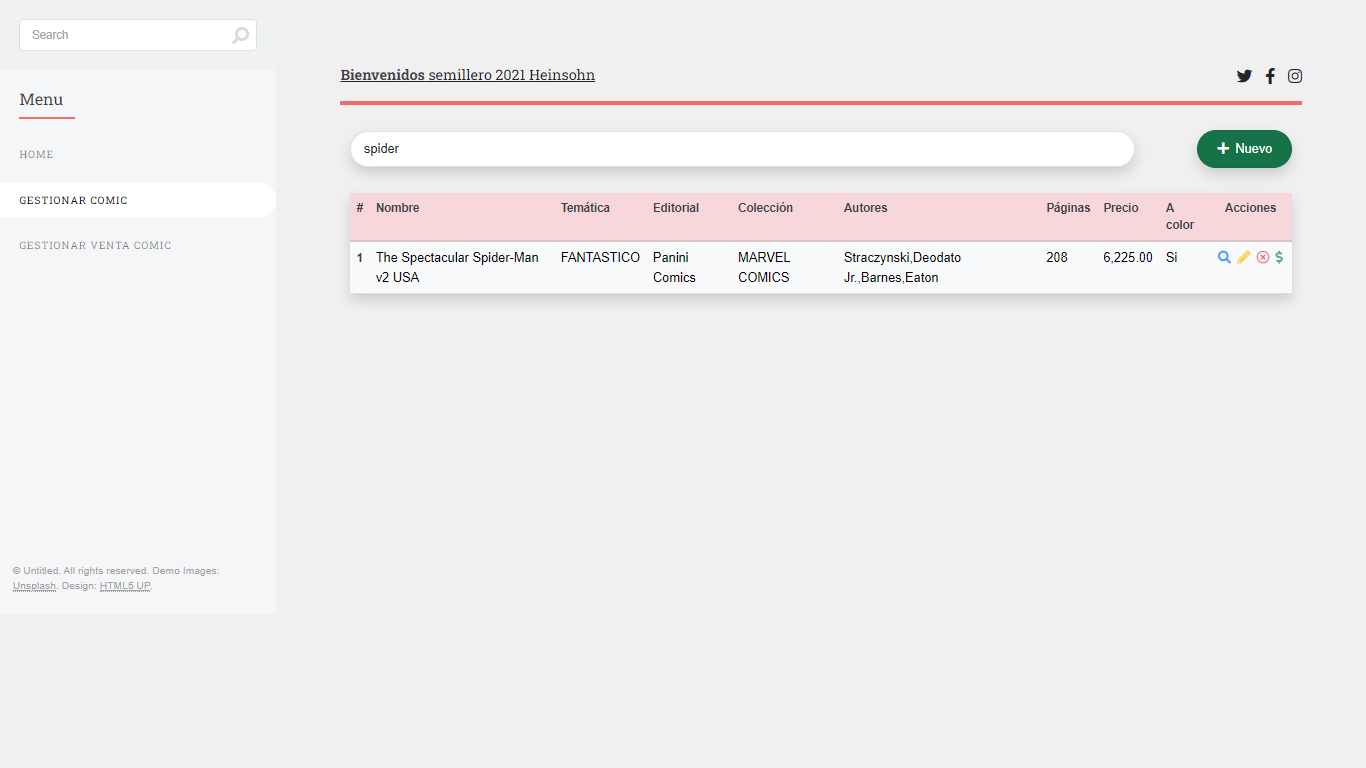 Search
Menu
HOME
GESTIONAR COMIC
GESTIONAR VENTA COMIC
© Untitled. All rights reserved. Demo Images:
Unsplash. Design: HTML5 UP.
Bienvenidos semillero 2021 Heinsohn
spider
Nuevo
# Nombre Temática Editorial Colección Autores Páginas Precio A
color Acciones
1 The Spectacular Spider-Man FANTASTICO Panini MARVEL Straczynski,Deodato 208 6,225.00 Si
v2 USA Comics COMICS Jr.,Barnes,Eaton